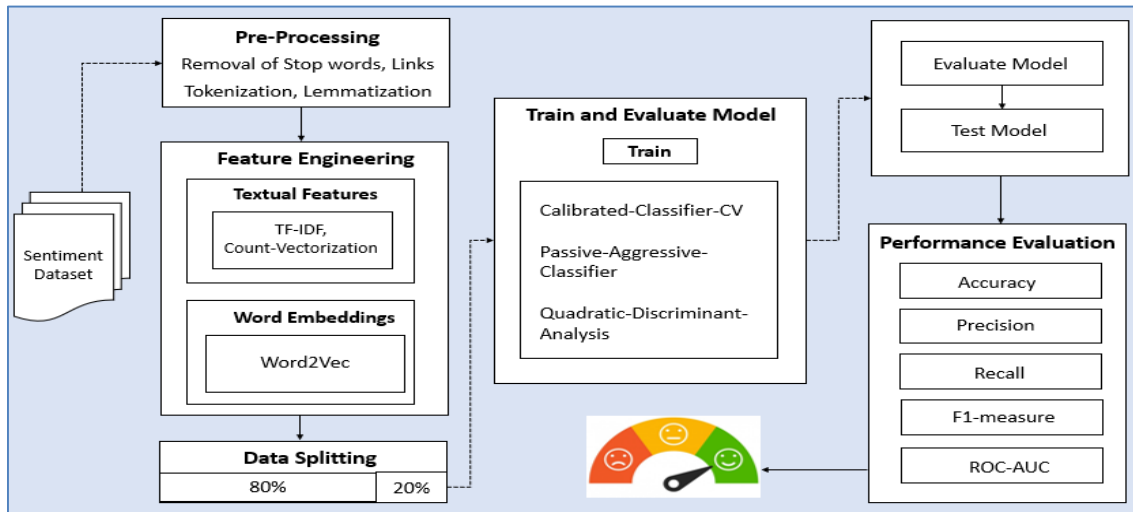 Sentiment
Dataset
Pre-Processing
Removal of Stop words, Links
Tokenization, Lemmatization
Feature Engineering
Textual Features
TF-IDF,
Count-Vectorization
Word Embeddings
Word2Vec
Data Splitting
80%
20%
Train and Evaluate Model
Train
Calibrated-Classifier-CV
Passive-Aggressive-
Classifier
Quadratic-Discriminant-
Analysis
Evaluate Model
Test Model
Performance Evaluation
Accuracy
Precision
Recall
F1-measure
ROC-AUC